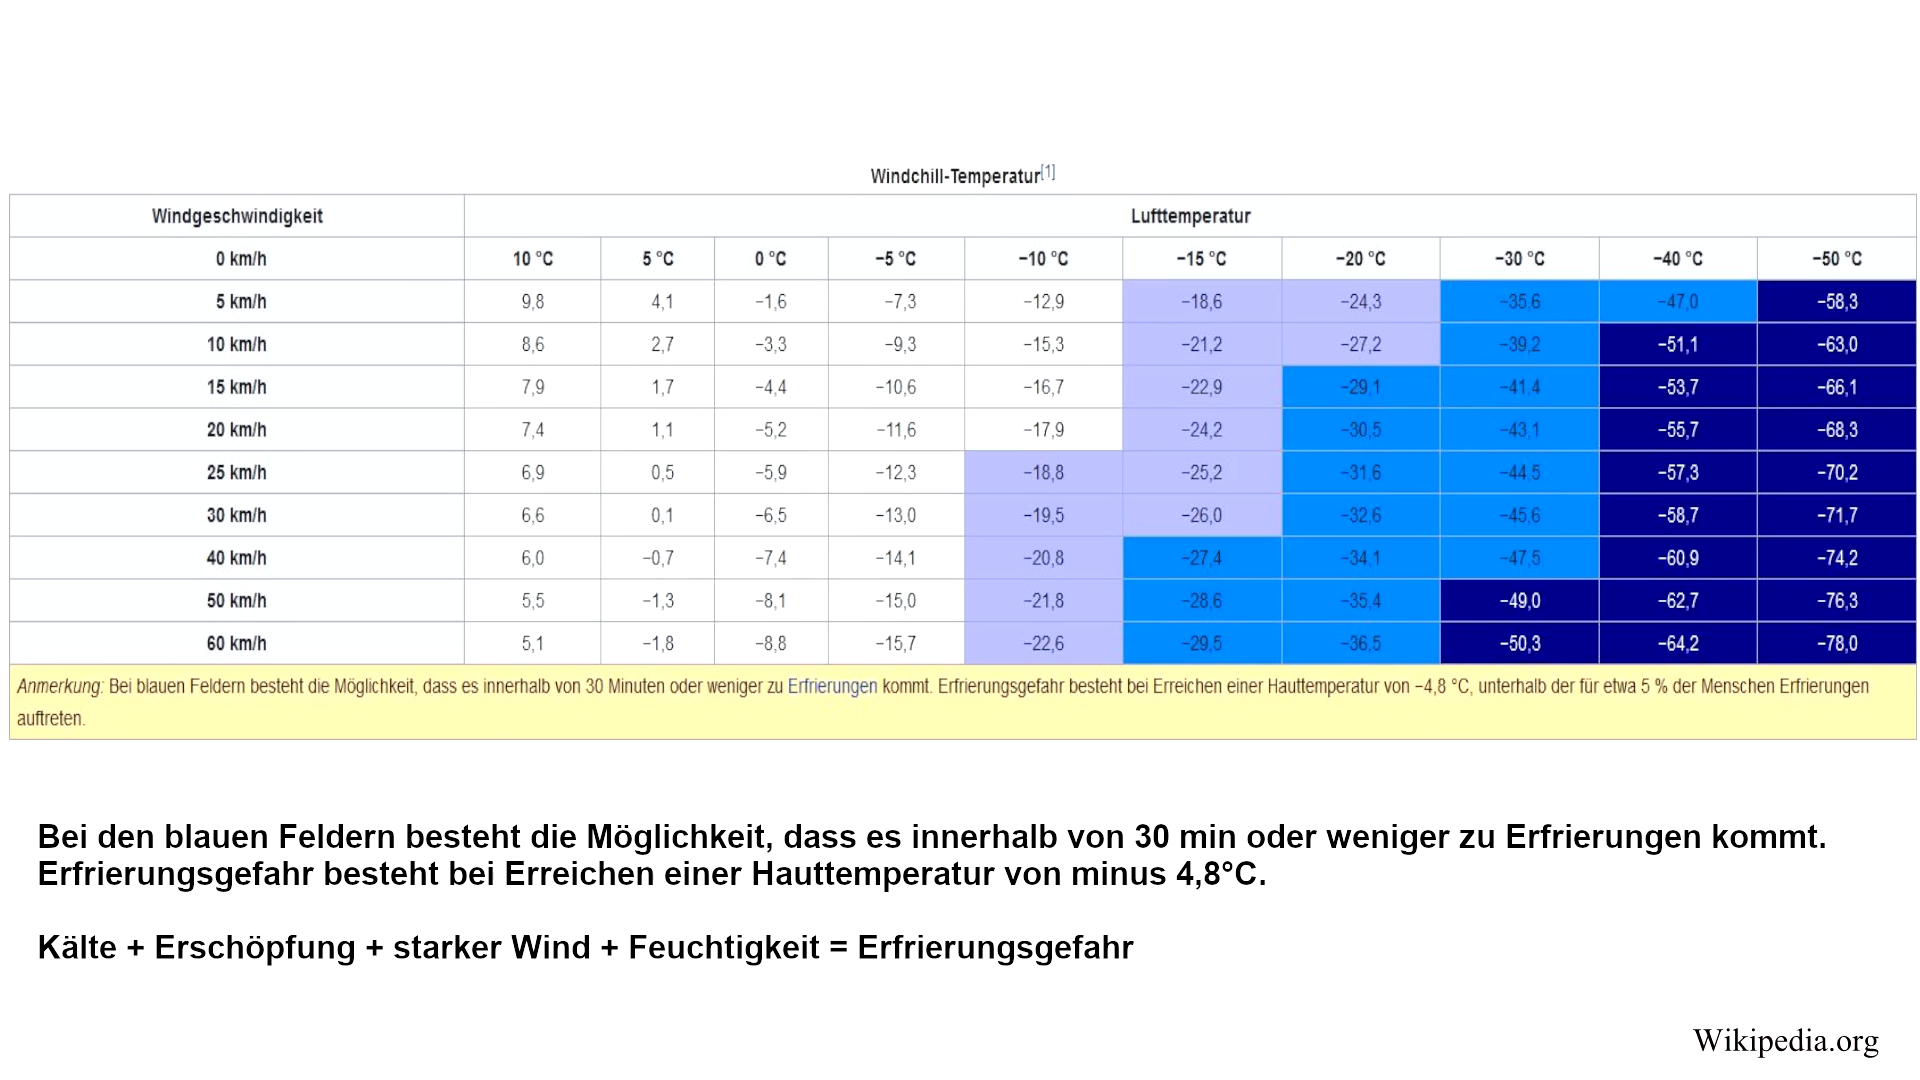 Windchill-Temperatur[1]
Windgeschwindigkeit Lufttemperatur
0 km/h 10 °C 5 °C 0 °C −5 °C −10 °C −15 °C −20 °C −30 °C −40 °C −50 °C
5 km/h 9,8 4,1 −1,6 −7,3 −12,9 −18,6 −24,3 −35,6 −47,0 −58,3
10 km/h 8,6 2,7 −3,3 −9,3 −15,3 −21,2 −27,2 −39,2 −51,1 −63,0
15 km/h 7,9 1,7 −4,4 −10,6 −16,7 −22,9 −29,1 −41,4 −53,7 −66,1
20 km/h 7,4 1,1 −5,2 −11,6 −17,9 −24,2 −30,5 −43,1 −55,7 −68,3
25 km/h 6,9 0,5 −5,9 −12,3 −18,8 −25,2 −31,6 −44,5 −57,3 −70,2
30 km/h 6,6 0,1 −6,5 −13,0 −19,5 −26,0 −32,6 −45,6 −58,7 −71,7
40 km/h 6,0 −0,7 −7,4 −14,1 −20,8 −27,4 −34,1 −47,5 −60,9 −74,2
50 km/h 5,5 −1,3 −8,1 −15,0 −21,8 −28,6 −35,4 −49,0 −62,7 −76,3
60 km/h 5,1 −1,8 −8,8 −15,7 −22,6 −29,5 −36,5 −50,3 −64,2 −78,0
Anmerkung: Bei blauen Feldern besteht die Möglichkeit, dass es innerhalb von 30 Minuten oder weniger zu Erfrierungen kommt. Erfrierungsgefahr besteht bei Erreichen einer Hauttemperatur von −4,8 °C, unterhalb der für etwa 5 % der Menschen Erfrierungen
auftreten.
Bei den blauen Feldern besteht die Möglichkeit, dass es innerhalb von 30 min oder weniger zu Erfrierungen kommt.
Erfrierungsgefahr besteht bei Erreichen einer Hauttemperatur von minus 4,8°C.
Kälte + Erschöpfung + starker Wind + Feuchtigkeit = Erfrierungsgefahr
Wikipedia.org